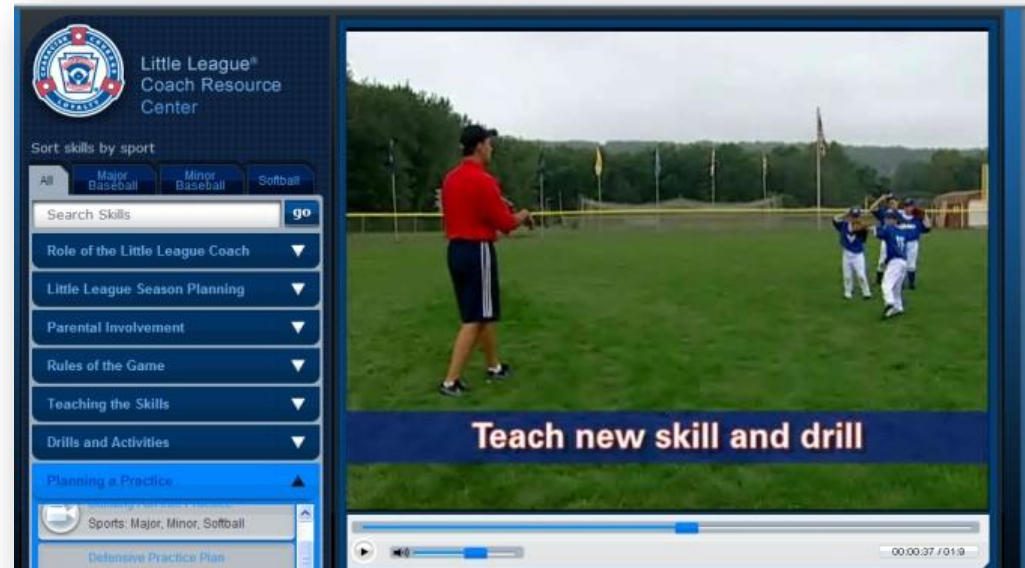 CHARACTER COURAGE
LOYALTY
Little League®
Coach Resource
Center
Sort skills by sport
All
Major
Baseball
Minor
Baseball
Softball
Search Skills
go
Role of the Little League Coach
Little League Season Planning
Parental Involvement
Rules of the Game
Teaching the Skills
Drills and Activities
Planning a Practice
Sports: Major, Minor, Softball
Defensive Practice Plan
Teach new skill and drill
00:00:37 / 01:9